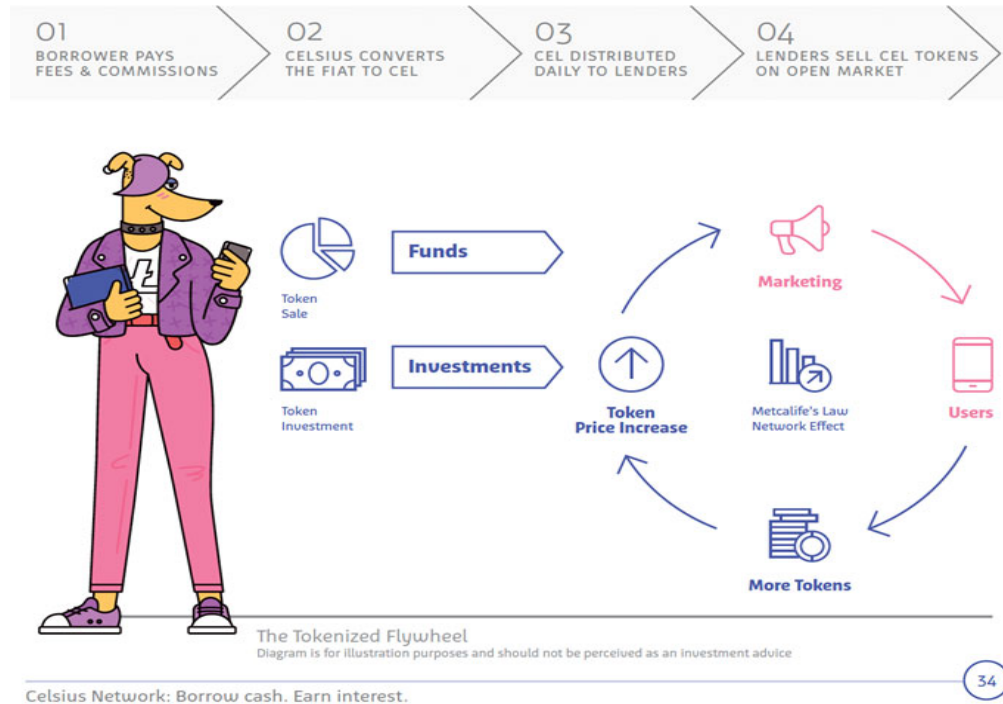 01
BORROWER PAYS
FEES & COMMISSIONS
02
CELSIUS CONVERTS
THE FIAT TO CEL
03
CEL DISTRIBUTED
DAILY TO LENDERS
04
LENDERS SELL CEL TOKENS
ON OPEN MARKET
Token
Sale
Funds
Token
Investment
Investments
Token
Price Increase
Marketing
Metcalife's Law
Network Effect
Users
More Tokens
The Tokenized Flywheel
Diagram is for illustration purposes and should not be perceived as an investment advice
Celsius Network: Borrow cash. Earn interest.
34